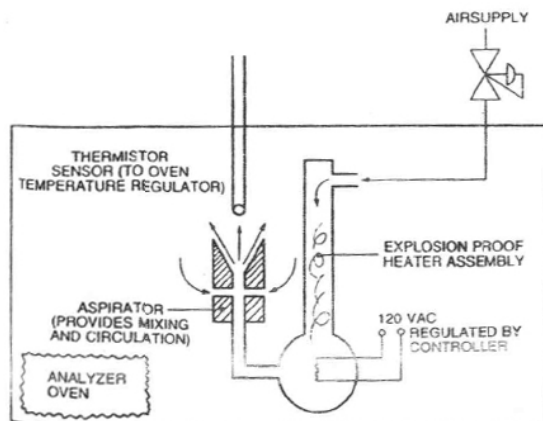 AIRSUPPLY
THERMISTOR
SENSOR (TO OVEN
TEMPERATURE REGULATOR)
EXPLOSION PROOF
HEATER ASSEMBLY
ASPIRATOR
(PROVIDES MIXING
AND CIRCULATION)
120 VAC
REGULATED BY
CONTROLLER
ANALYZER
OVEN